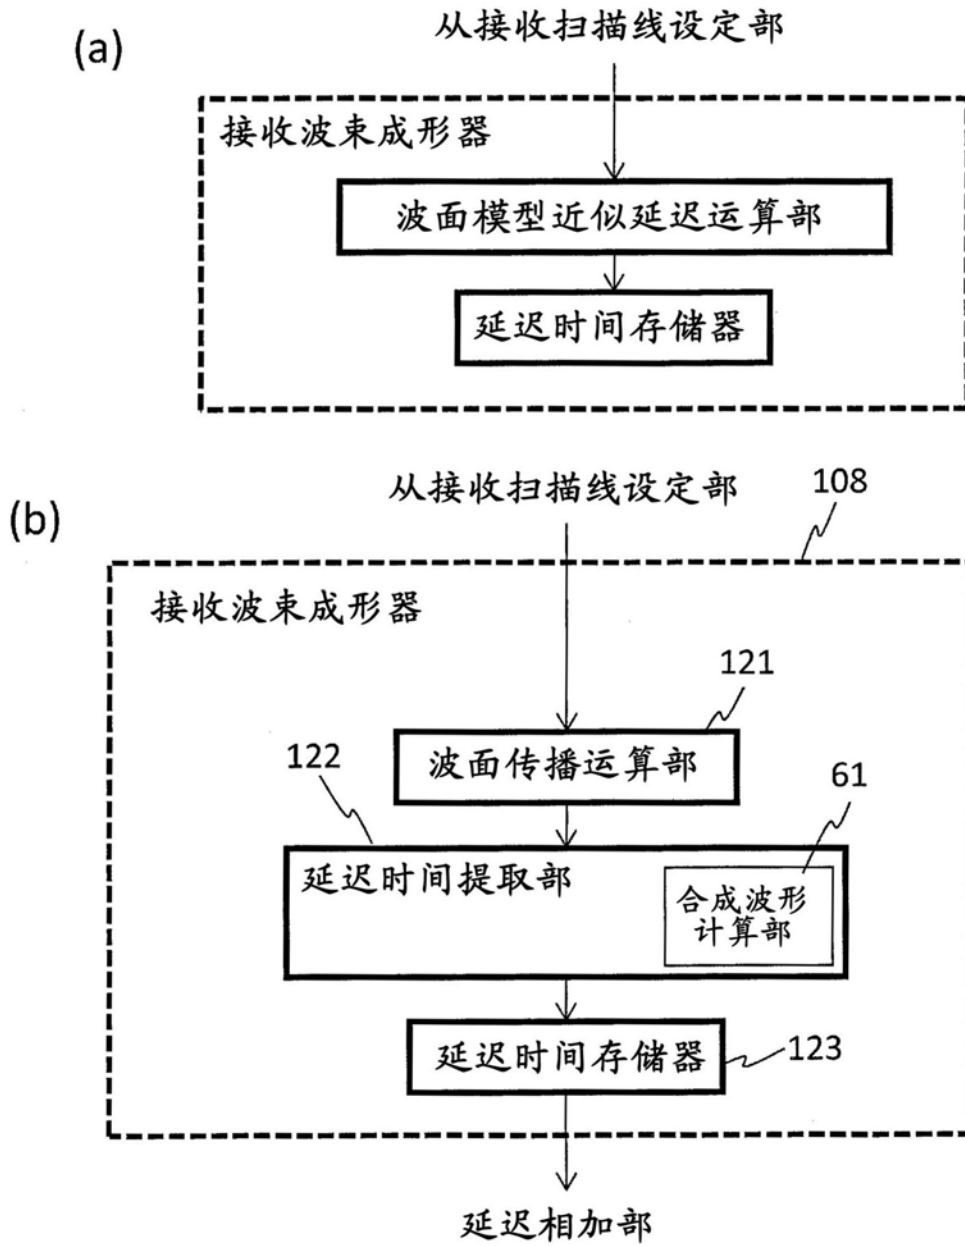 (a)
从接收扫描线设定部
接收波束成形器
波面模型近似延迟运算部
延迟时间存储器
(b)
从接收扫描线设定部
108
接收波束成形器
121
波面传播运算部
122
61
延迟时间提取部
合成波形
计算部
延迟时间存储器
123
延迟相加部